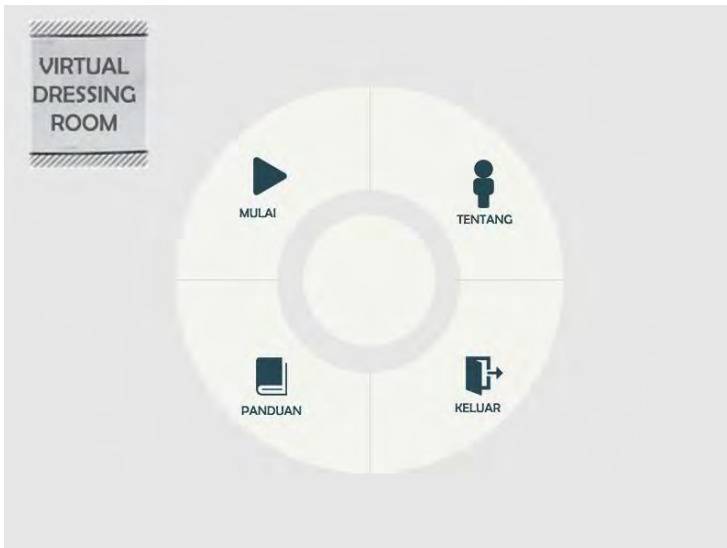 VIRTUAL
DRESSING
ROOM
MULAI
TENTANG
PANDUAN
KELUAR